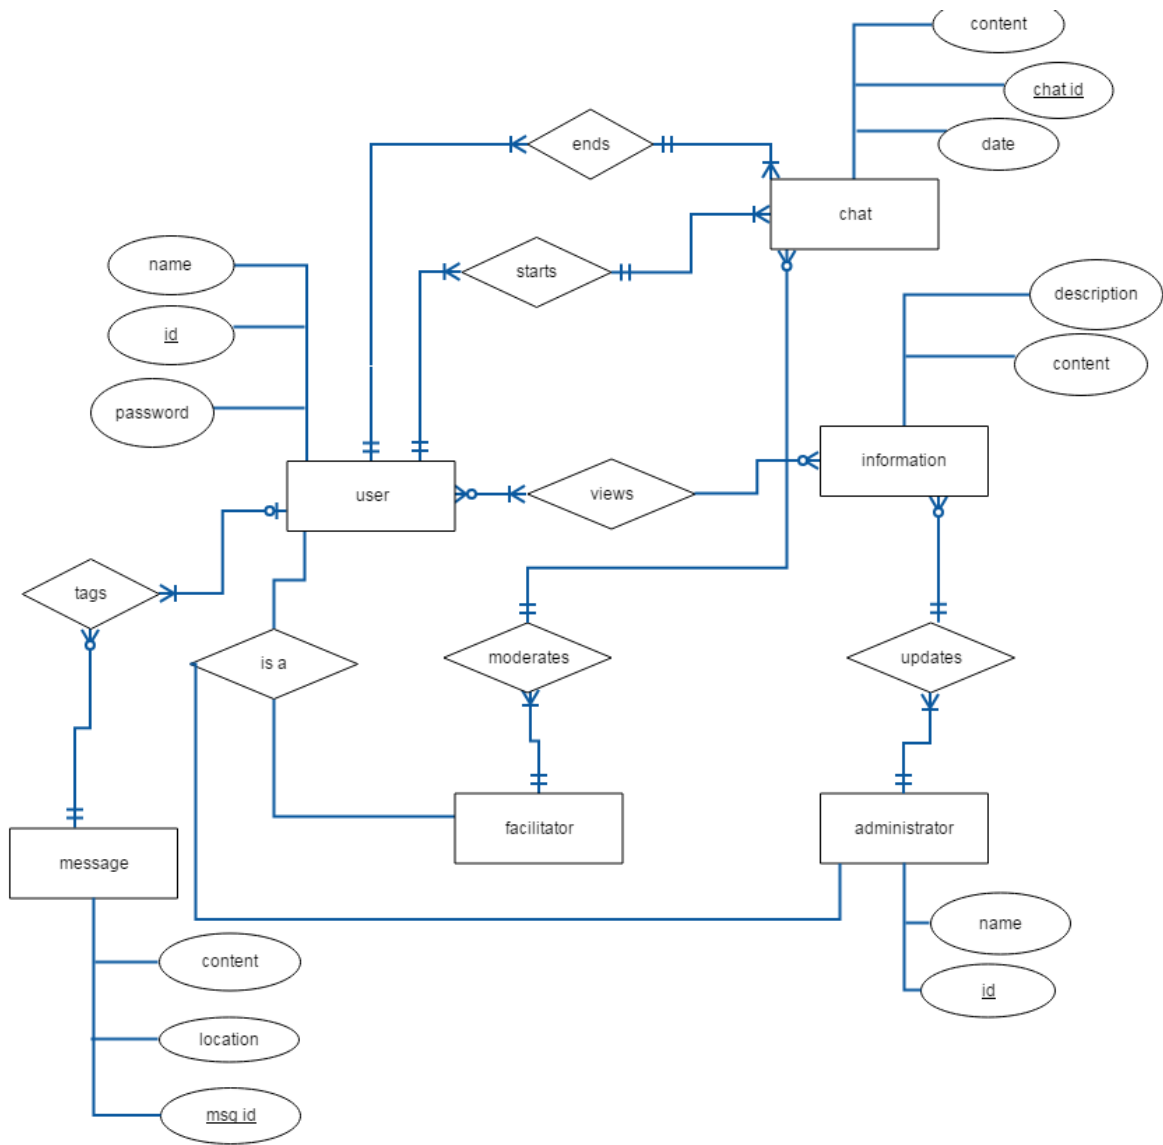 content
chat id
date
ends
chat
starts
name
id
password
description
content
information
user
views
tags
is a
moderates
updates
facilitator
administrator
message
name
content
id
location
msg id